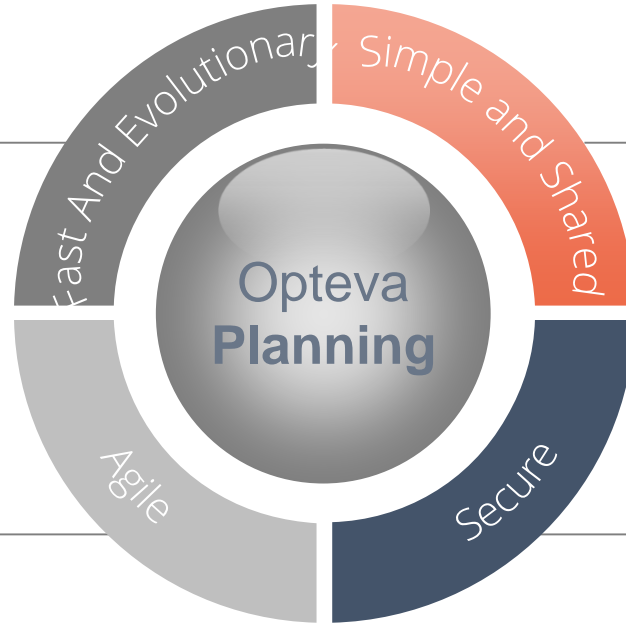 Fast And Evolutionary
Simple and Shared
Opteva
Planning
Agile
Secure